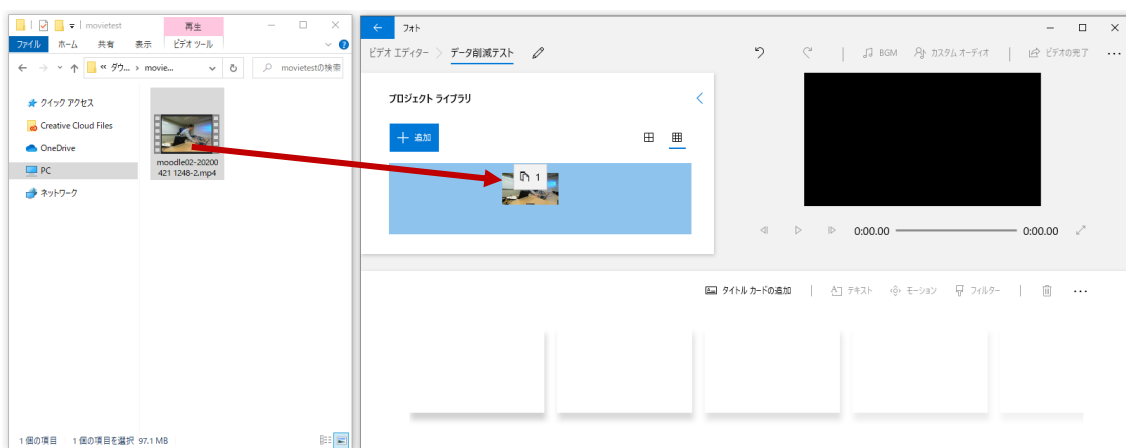 movietest
再生
ファイル ホーム 共有 表示 ビデオ ツール
« ダウ... › movie...
movietestの検索
クイック アクセス
Creative Cloud Files
OneDrive
PC
ネットワーク
moodle02-20200
421 1248-2.mp4
1 個の項目 1 個の項目を選択 97.1 MB
フォト
ビデオ エディター データ削減テスト
BGM カスタム オーディオ ビデオの完了 ...
プロジェクト ライブラリ
追加
1
0:00.00 0:00.00
タイトル カードの追加 テキスト モーション フィルター ...